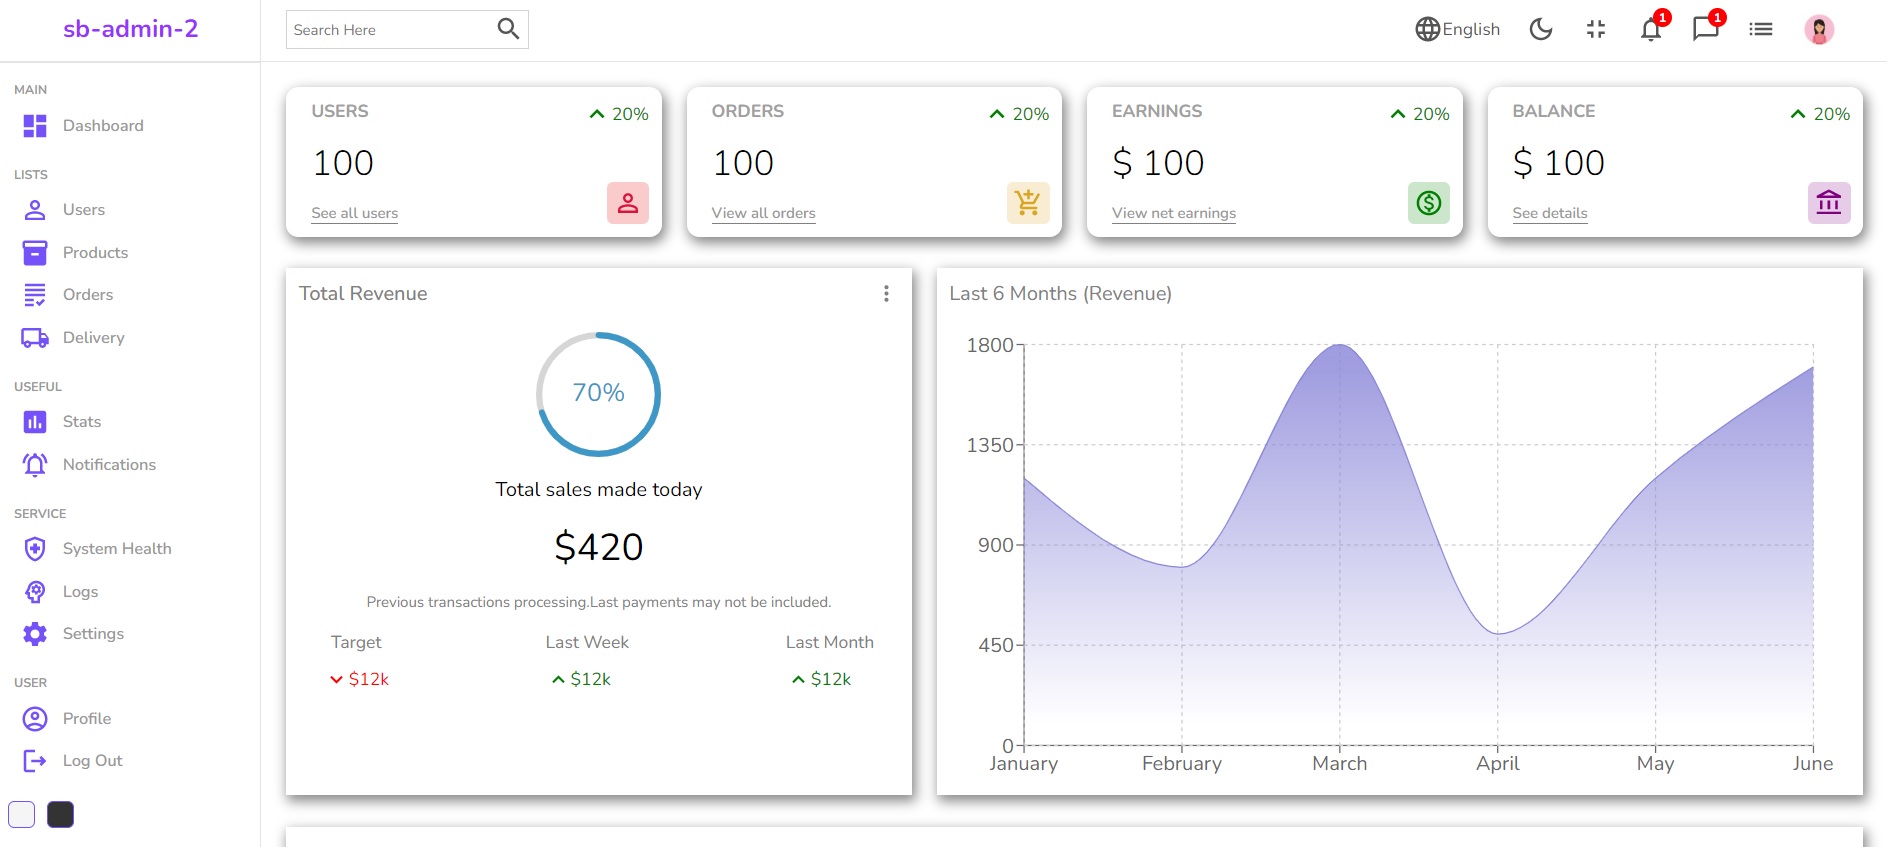 sb-admin-2
Search Here
English
1
1
MAIN
Dashboard
LISTS
Users
Products
Orders
Delivery
USEFUL
Stats
Notifications
SERVICE
System Health
Logs
Settings
USER
Profile
Log Out
USERS
20%
100
See all users
ORDERS
20%
100
View all orders
EARNINGS
20%
$ 100
View net earnings
BALANCE
20%
$ 100
See details
Total Revenue
70%
Total sales made today
$420
Previous transactions processing.Last payments may not be included.
Target Last Week Last Month
$12k $12k $12k
Last 6 Months (Revenue)
1800
1350
900
450
0
January February March April May June